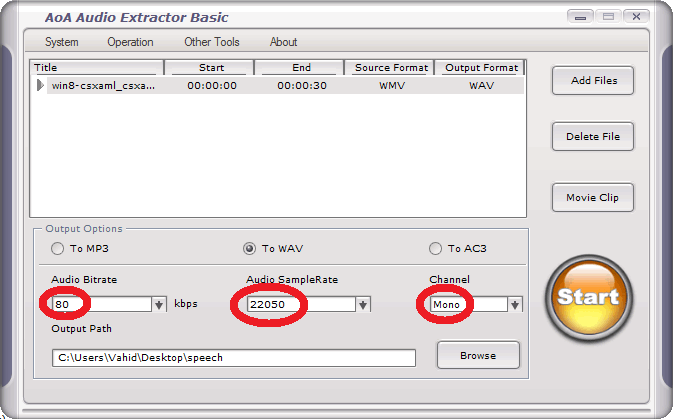 AoA Audio Extractor Basic
System Operation Other Tools About
Title Start End Source Format Output Format
win8-csxaml_csxa... 00:00:00 00:00:30 WMV WAV
Add Files
Delete File
Movie Clip
Output Options
To MP3 To WAV To AC3
Audio Bitrate Audio SampleRate Channel
80 kbps 22050 Mono
Start
Output Path
C:\Users\Vahid\Desktop\speech
Browse